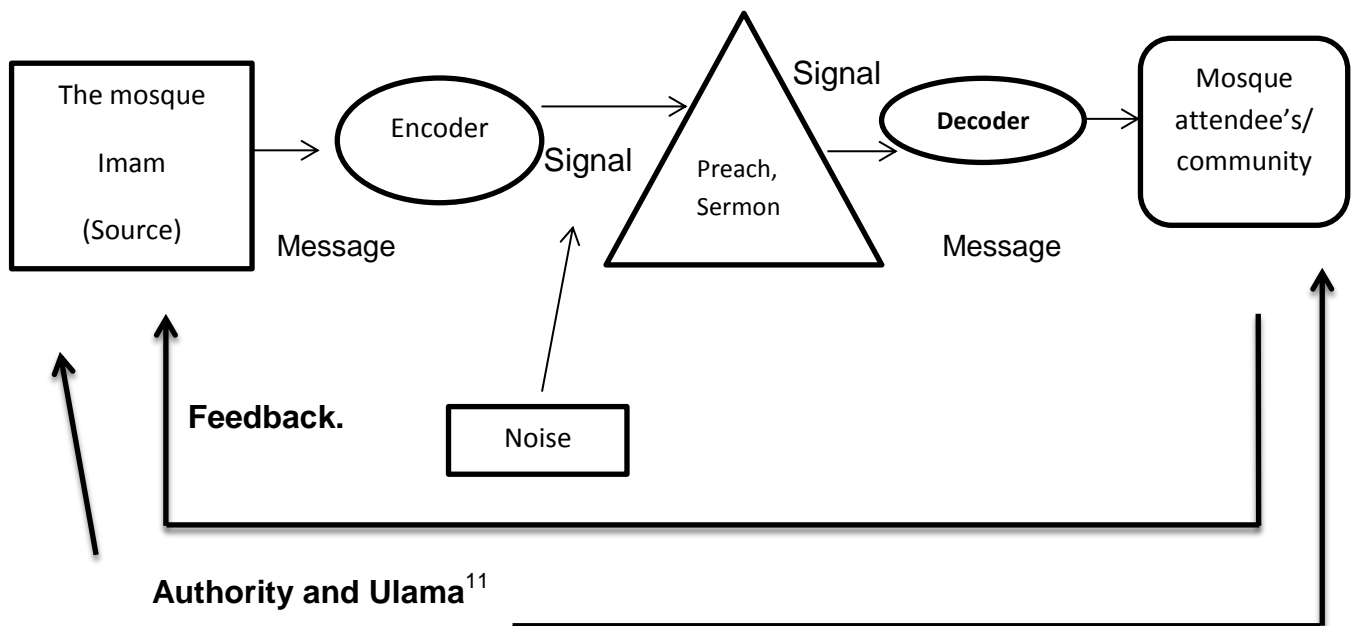 The mosque
Imam
(Source)
Message
Encoder
Signal
Preach,
Sermon
Signal
Decoder
Message
Mosque
attendee’s/
community
Noise
Feedback.
Authority and Ulama¹¹